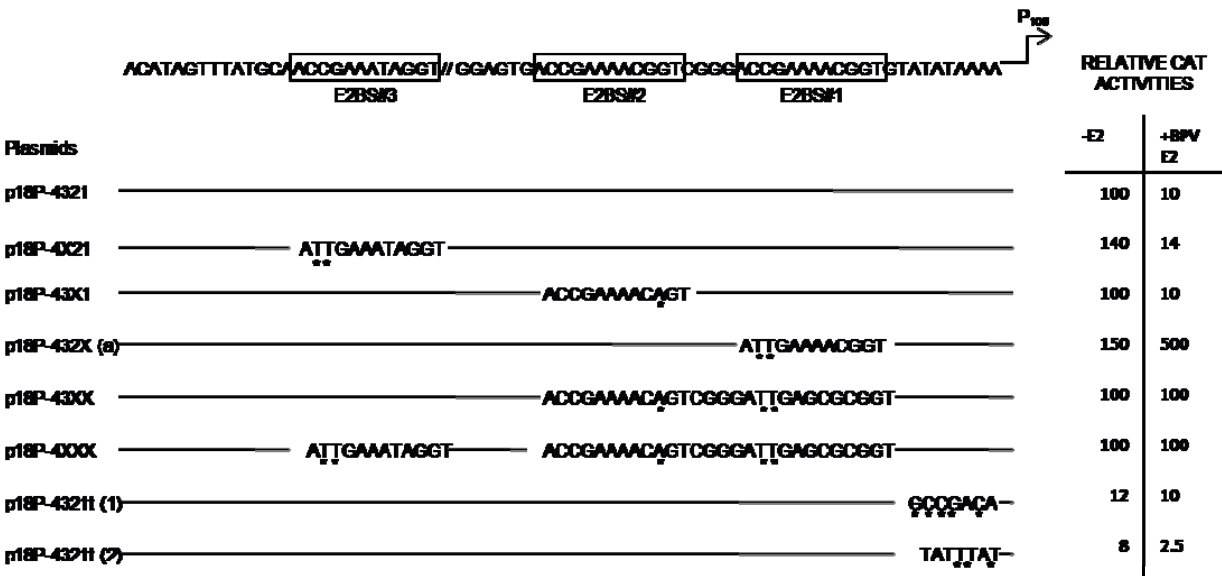 P105
ACATAGTTTATGCAACCGAAATAGGT// GGAGTGACCGAAAACGGTCGGGACCGAAAACGGTGTATATAAAA
E2BS#3 E2BS#2 E2BS#1
RELATIVE CAT
ACTIVITIES
Plasmids
-E2 +BPV
E2
p18P-4321 100 10
p18P-4X21 ATTGAAATAGGT 140 14
**
p18P-43X1 ACCGAAAACAGT 100 10
*
p18P-432X (a) ATTGAAAACGGT 150 500
**
p18P-43XX ACCGAAAACAGTCGGGATTGAGCGCGGT 100 100
* **
p18P-4XXX ATTGAAATAGGT ACCGAAAACAGTCGGGATTGAGCGCGGT 100 100
** * **
p18P-4321t (1) GCCGACA 12 10
**** *
p18P-4321t (2) TATTTAT 8 2.5
** *